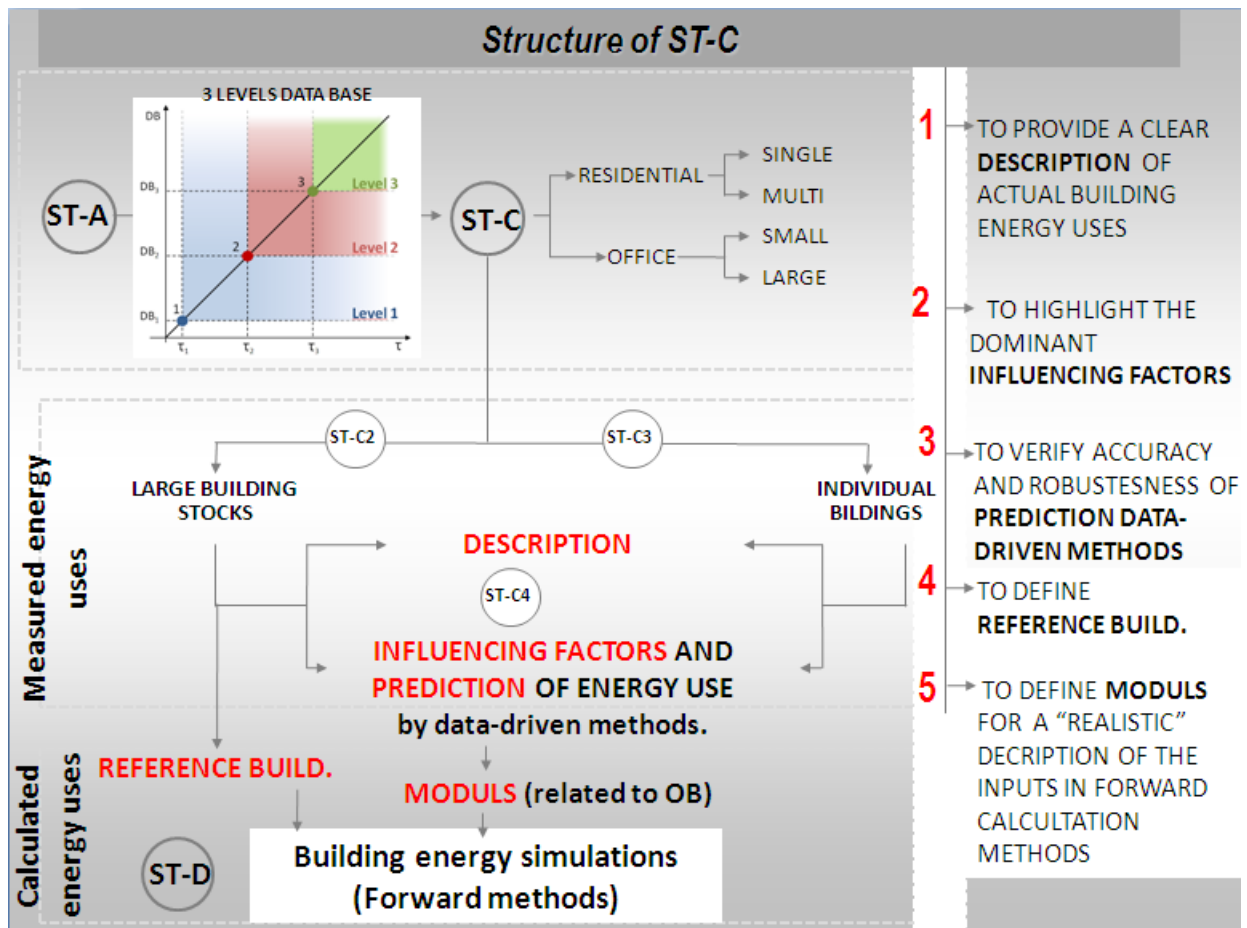 Structure of ST-C
3 LEVELS DATA BASE
DB
DB₃
DB₂
DB₁
3
2
1
Level 3
Level 2
Level 1
τ₁
τ₂
τ₃
τ
ST-A
ST-C
RESIDENTIAL
SINGLE
MULTI
OFFICE
SMALL
LARGE
Measured energy
uses
ST-C2
ST-C3
LARGE BUILDING
STOCKS
INDIVIDUAL
BILDINGS
DESCRIPTION
ST-C4
INFLUENCING FACTORS AND
PREDICTION OF ENERGY USE
by data-driven methods.
Calculated
energy uses
REFERENCE BUILD.
MODULS (related to OB)
ST-D
Building energy simulations
(Forward methods)
1
TO PROVIDE A CLEAR
DESCRIPTION OF
ACTUAL BUILDING
ENERGY USES
2
TO HIGHLIGHT THE
DOMINANT
INFLUENCING FACTORS
3
TO VERIFY ACCURACY
AND ROBUSTESNESS OF
PREDICTION DATA-
DRIVEN METHODS
4
TO DEFINE
REFERENCE BUILD.
5
TO DEFINE MODULS
FOR A “REALISTIC”
DECRIPTION OF THE
INPUTS IN FORWARD
CALCULTATION
METHODS